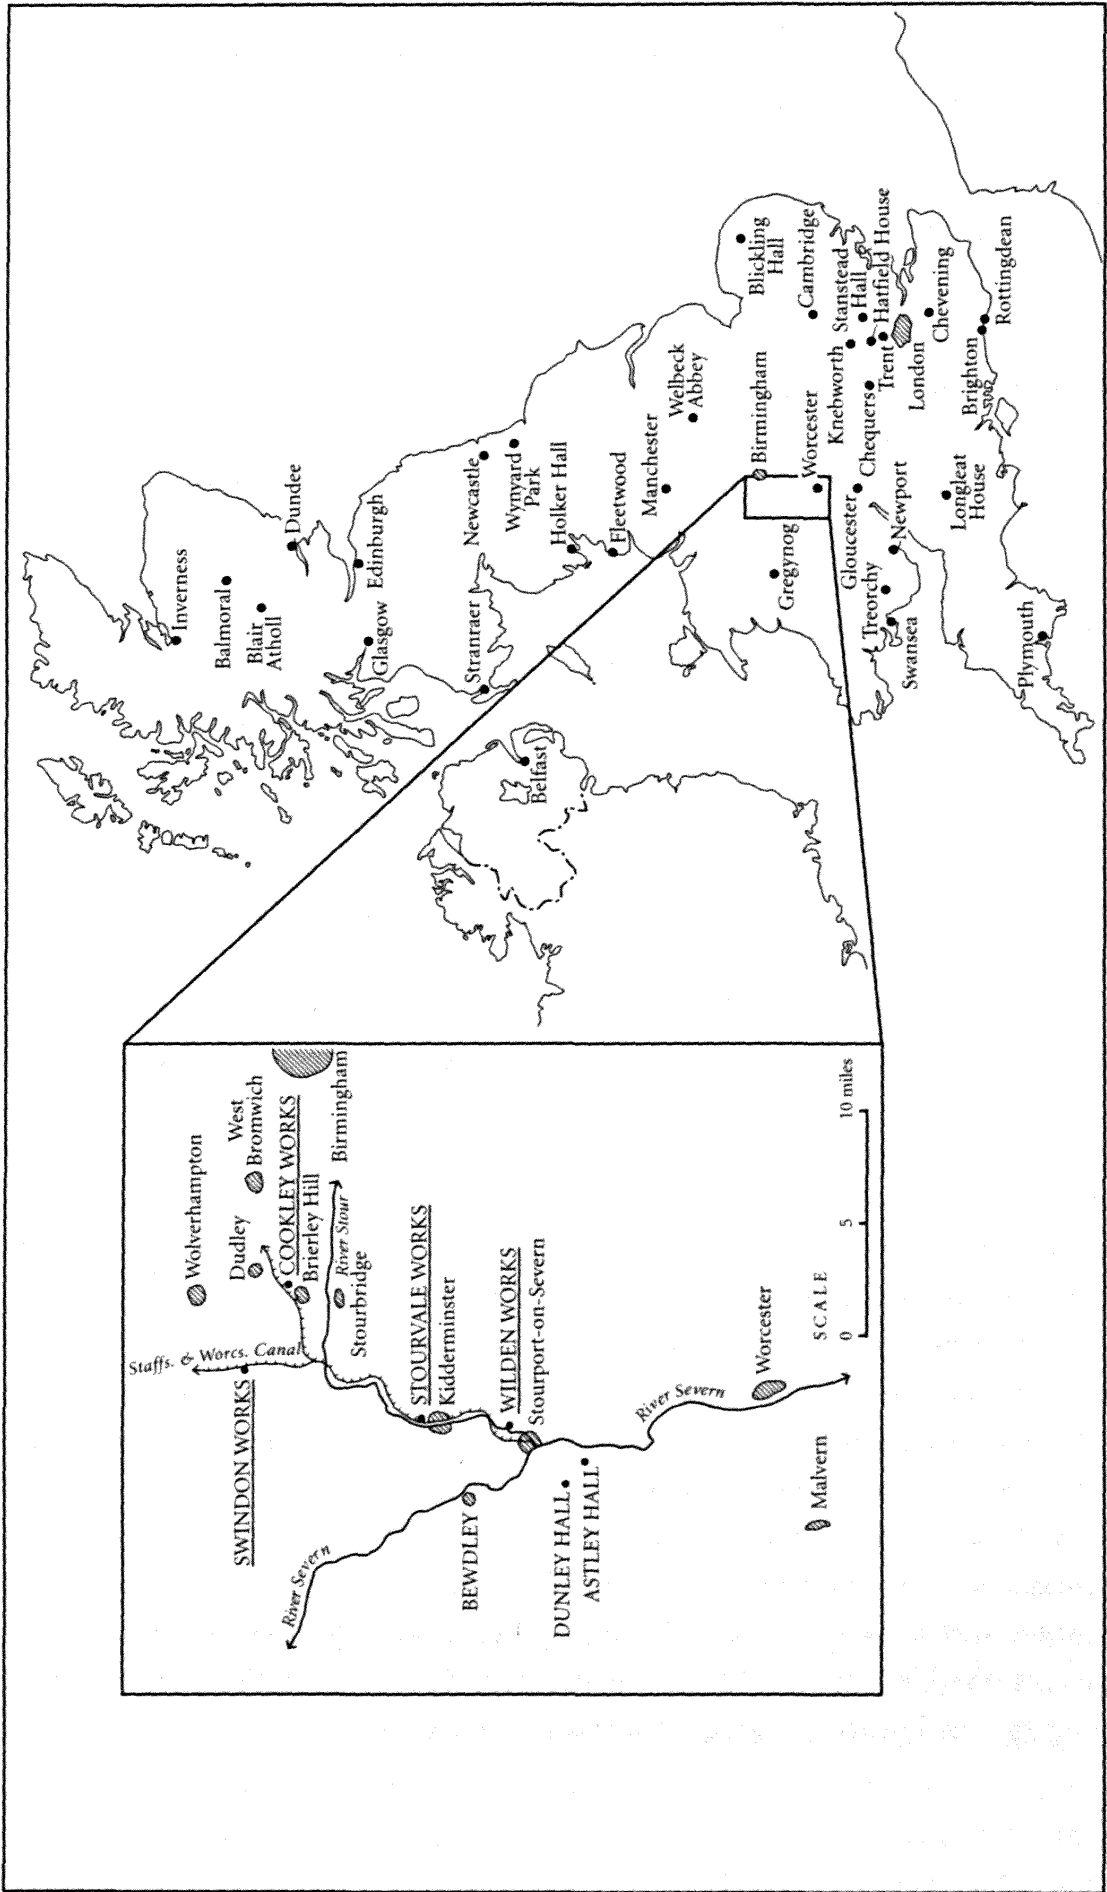 Inverness
Balmoral
Blair
Atholl
Dundee
Edinburgh
Glasgow
Stranraer
Newcastle
Wynyard
Park
Holker Hall
Fleetwood
Belfast
Manchester
Welbeck
Abbey
Blickling
Hall
Birmingham
Cambridge
Gregynog
Worcester
Knebworth
Stanstead
Hall
Hatfield House
Gloucester
Chequers
Trent
Treorchy
Newport
London
Swansea
Chevening
Longleat
House
Brighton
Rottingdean
Plymouth
Wolverhampton
Staffs. & Worcs. Canal
Dudley
West
Bromwich
SWINDON WORKS
COOKLEY WORKS
Brierley Hill
River Stour
Birmingham
Stourbridge
River Severn
STOURVALE WORKS
Kidderminster
BEWDLEY
WILDEN WORKS
Stourport-on-Severn
DUNLEY HALL
ASTLEY HALL
River Severn
Worcester
Malvern
SCALE
0 5 10 miles